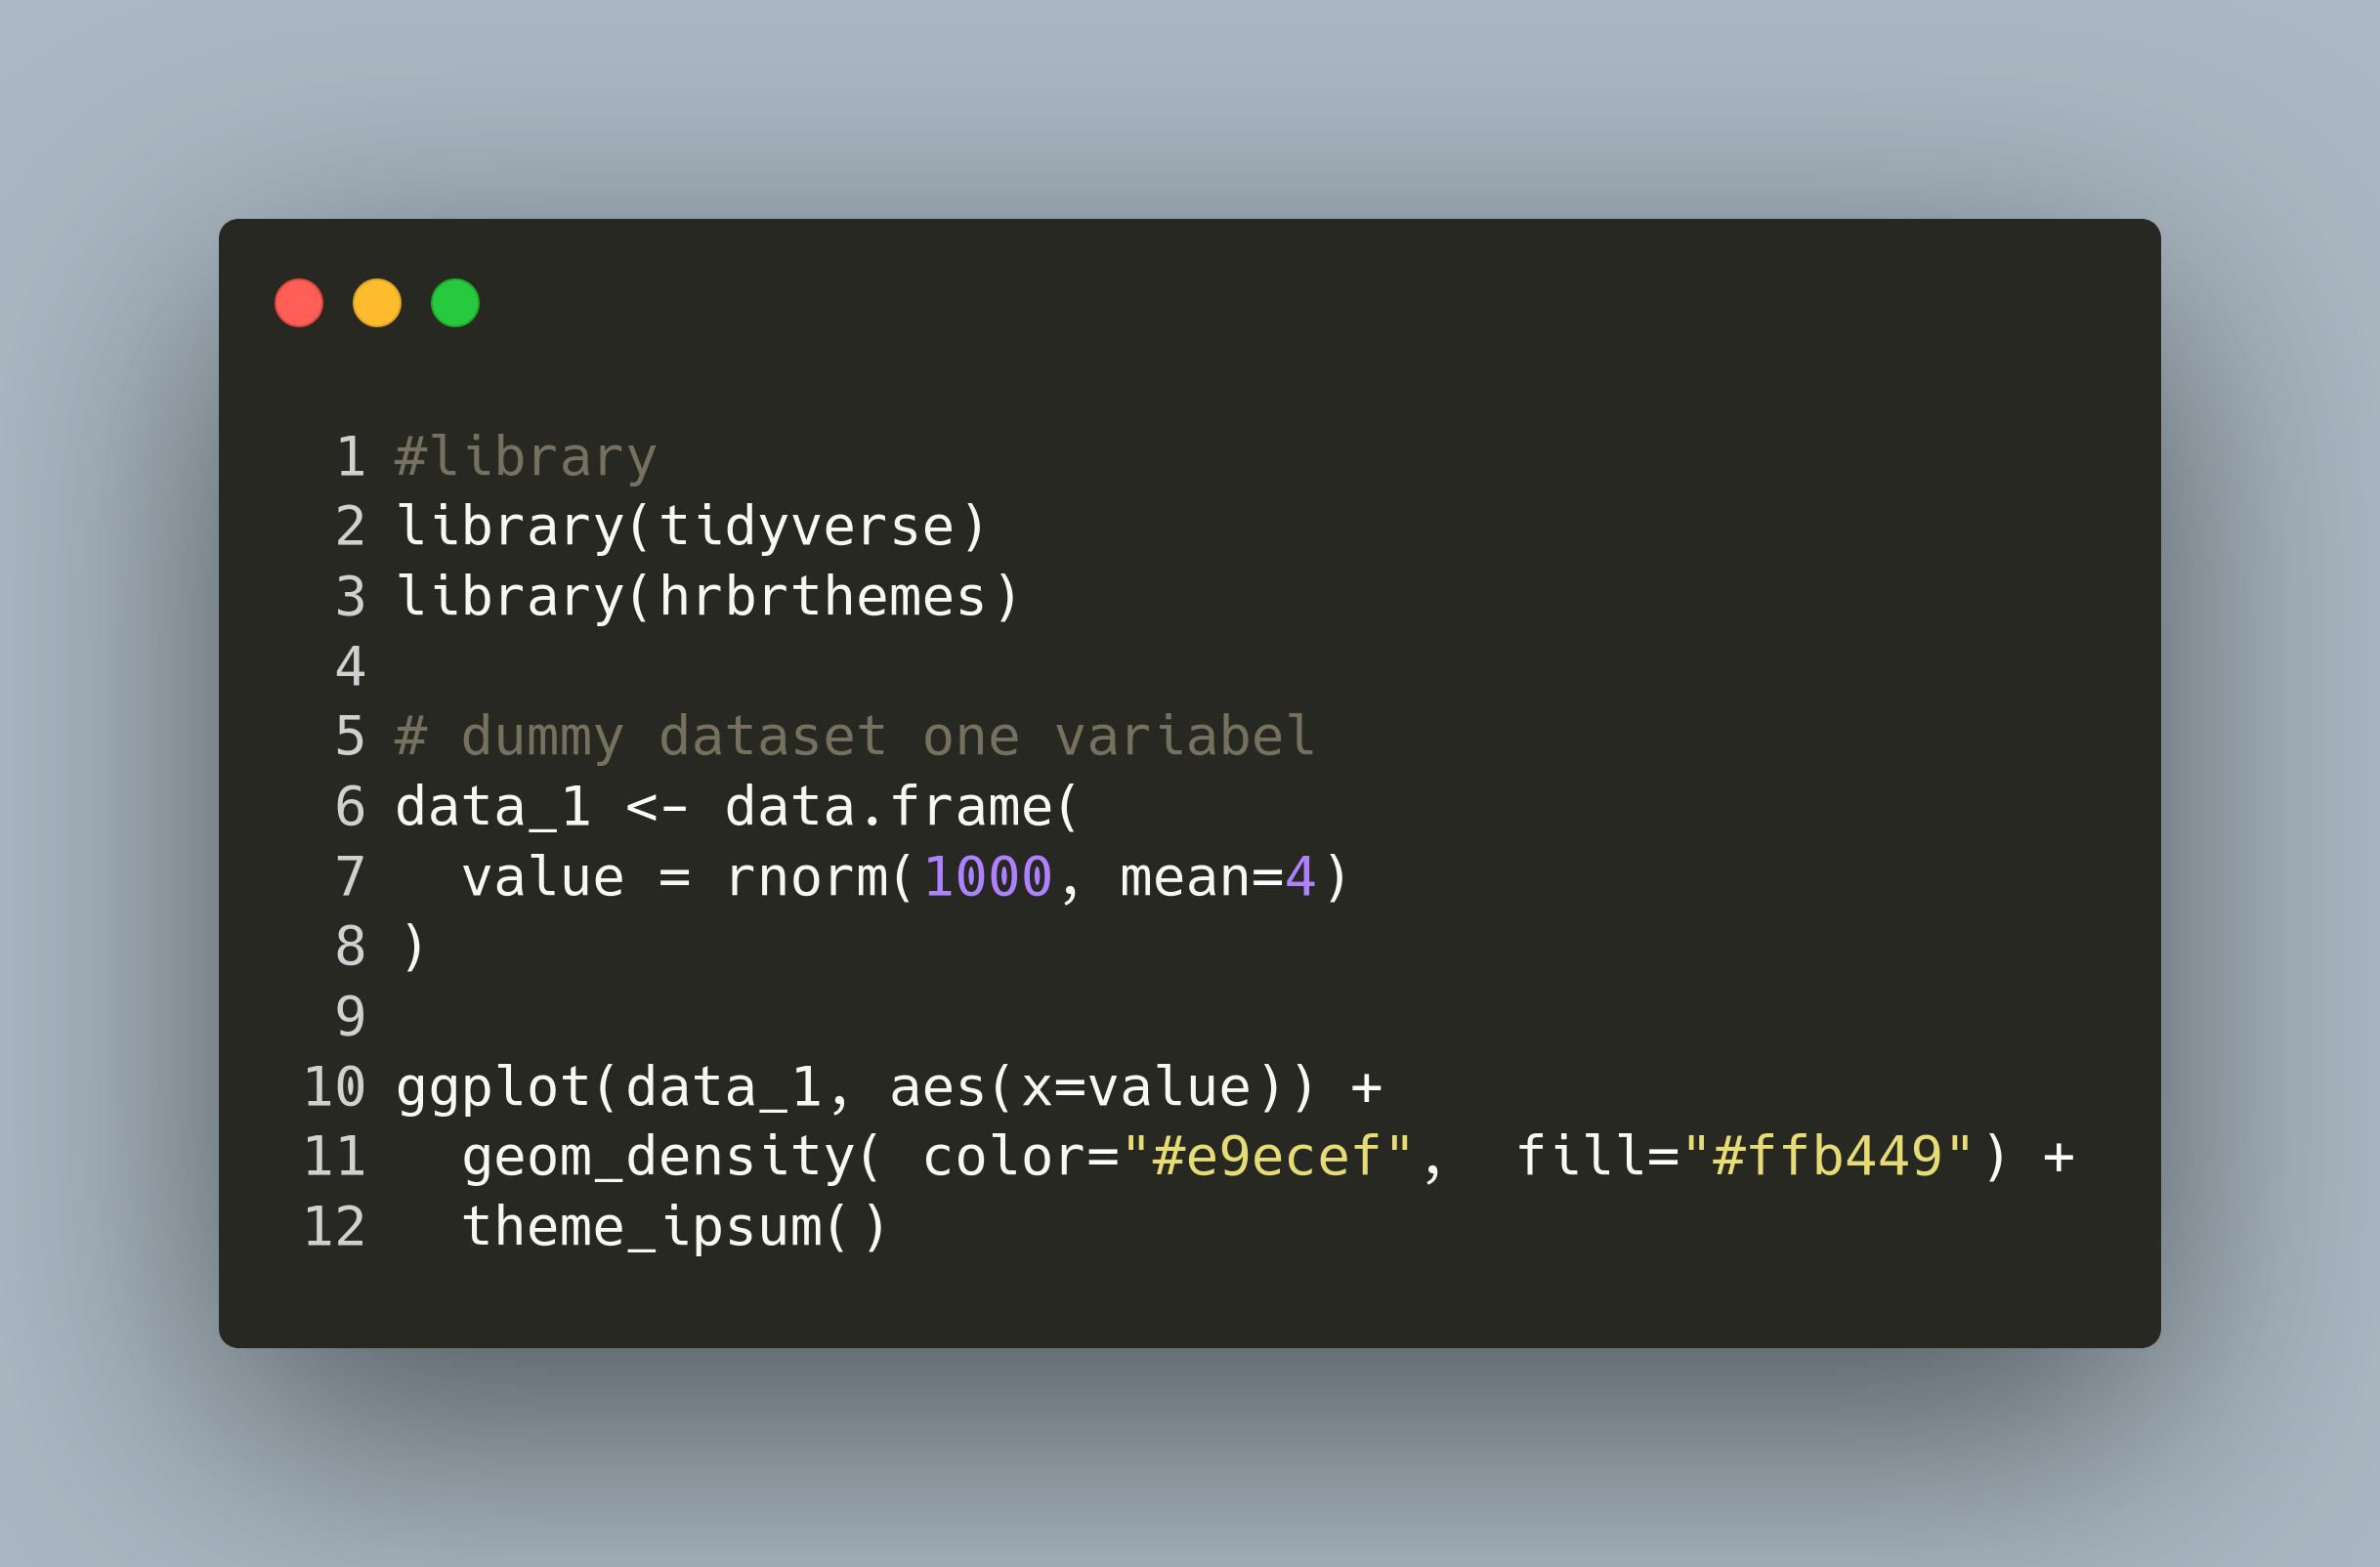 1 #library
2 library(tidyverse)
3 library(hrbrthemes)
4
5 # dummy dataset one variabel
6 data_1 <- data.frame(
7   value = rnorm(1000, mean=4)
8 )
9
10 ggplot(data_1, aes(x=value)) +
11   geom_density( color="#e9ecef",  fill="#ffb449") +
12   theme_ipsum()